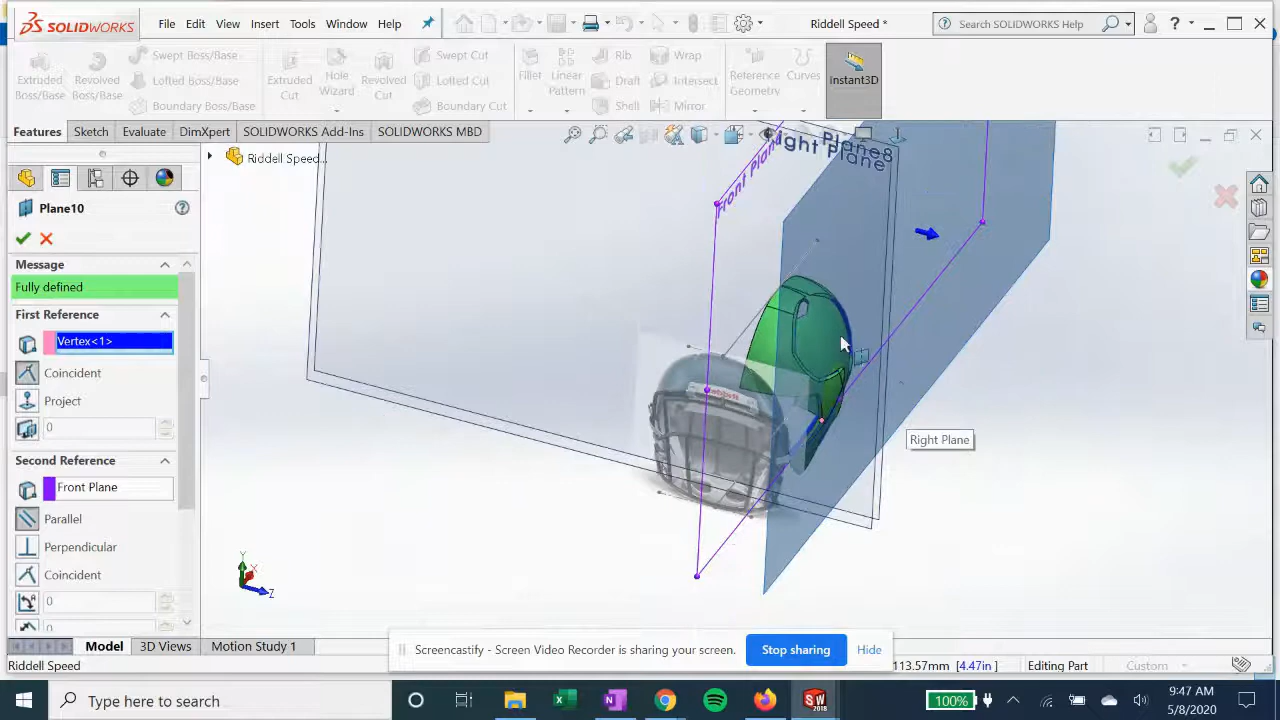 SOLIDWORKS File Edit View Insert Tools Window Help Riddell Speed * Search SOLIDWORKS Help ?
Extruded Boss/Base Revolved Boss/Base Swept Boss/Base Lofted Boss/Base Boundary Boss/Base Extruded Cut Hole Wizard Revolved Cut Swept Cut Lofted Cut Boundary Cut Fillet Linear Pattern Rib Draft Shell Wrap Intersect Mirror Reference Geometry Curves Instant3D
Features Sketch Evaluate DimXpert SOLIDWORKS Add-Ins SOLIDWORKS MBD
Riddell Speed...
Front Plane
Right Plane
Plane8
Plane10
Message
Fully defined
First Reference
Vertex<1>
Coincident
Project
0
Second Reference
Front Plane
Parallel
Perpendicular
Coincident
0
0
Right Plane
Y
X
Z
Model 3D Views Motion Study 1
Screencastify - Screen Video Recorder is sharing your screen. Stop sharing Hide
Riddell Speed 113.57mm [4.47in] Editing Part Custom
Type here to search 100% 9:47 AM
5/8/2020
SW
2018